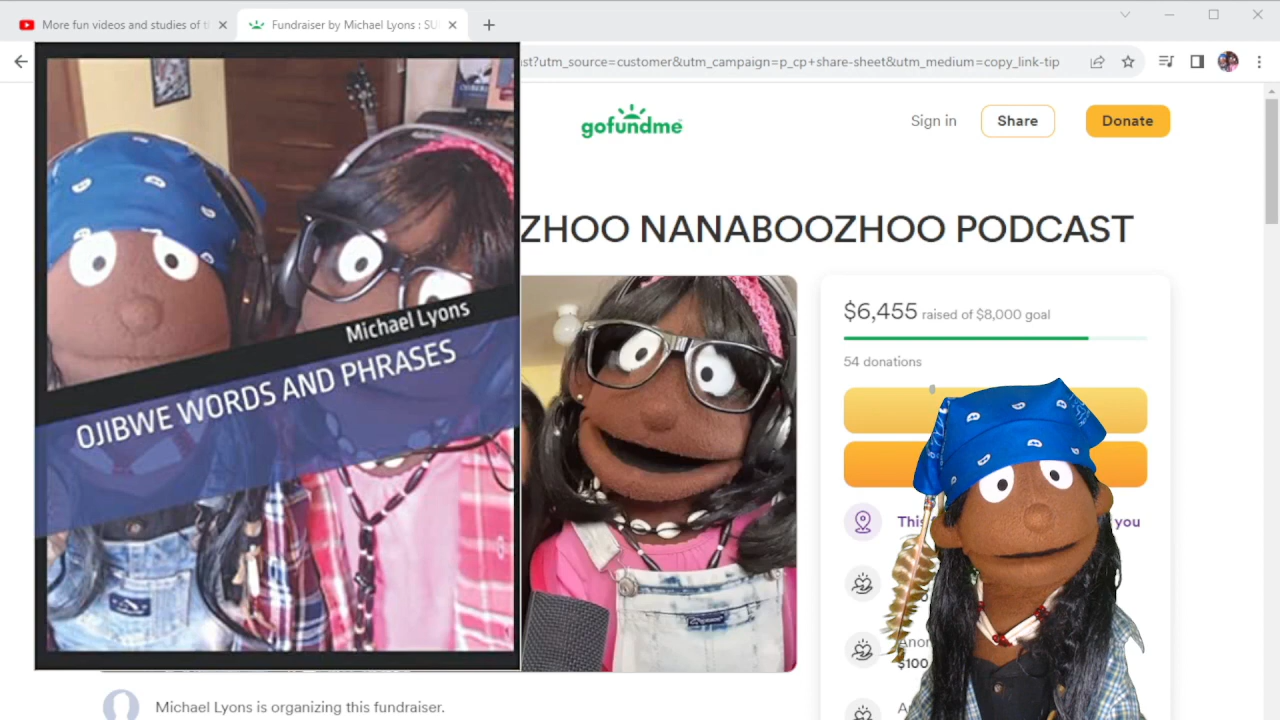 More fun videos and studies of t
Fundraiser by Michael Lyons : SU
st?utm_source=customer&utm_campaign=p_cp+share-sheet&utm_medium=copy_link-tip
gofundme
Sign in
Share
Donate
ZHOO NANABOOZHOO PODCAST
Michael Lyons
OJIBWE WORDS AND PHRASES
$6,455 raised of $8,000 goal
54 donations
This
you
$100
Michael Lyons is organizing this fundraiser.